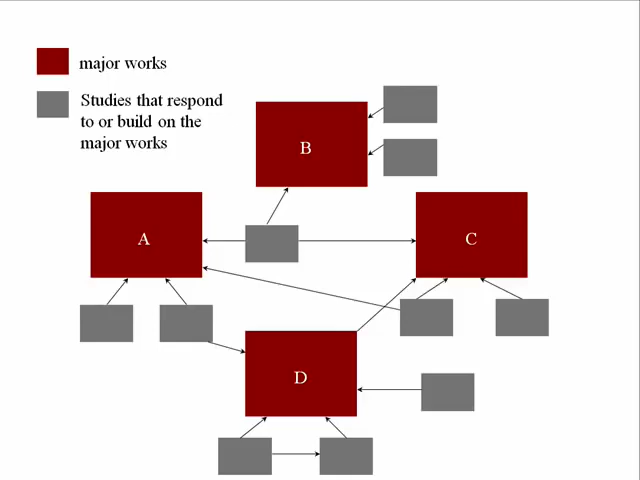 major works
Studies that respond
to or build on the
major works
B
A
C
D